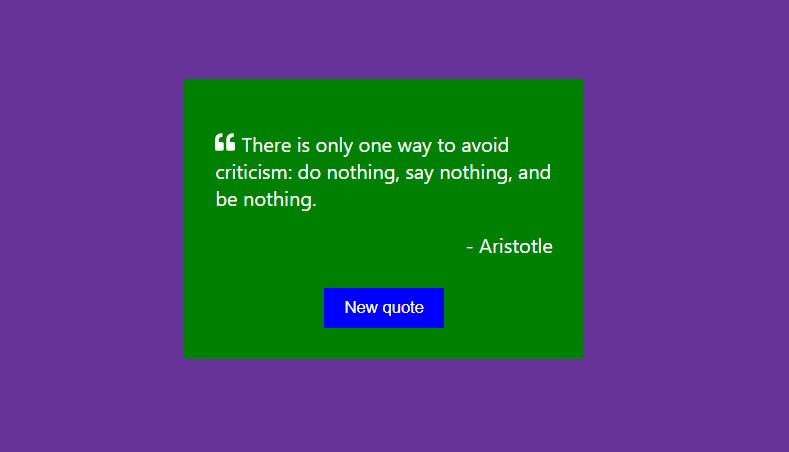 ❝ There is only one way to avoid
criticism: do nothing, say nothing, and
be nothing.
- Aristotle
New quote